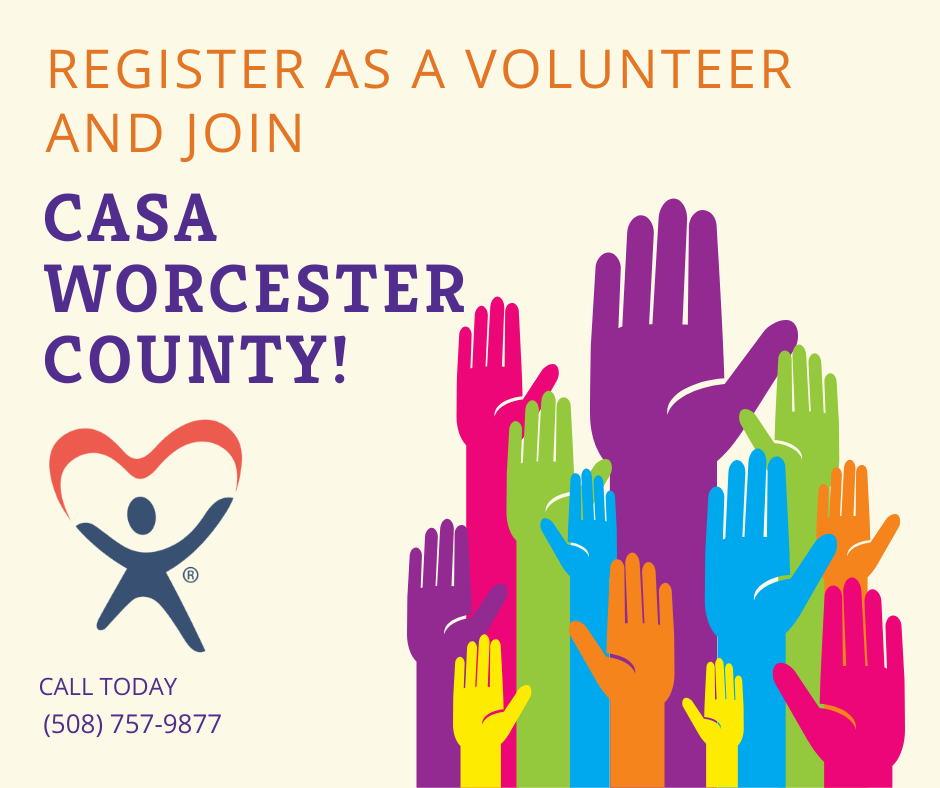 REGISTER AS A VOLUNTEER
AND JOIN
CASA
WORCESTER
COUNTY!
®
CALL TODAY
(508) 757-9877